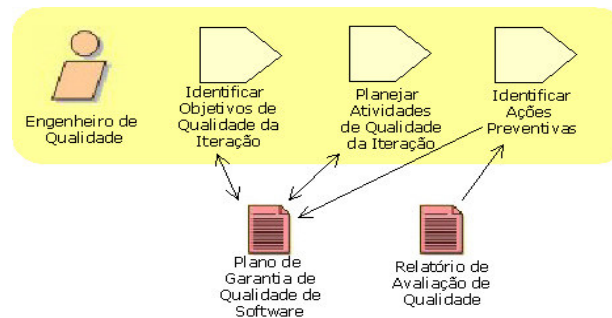 Engenheiro de
Qualidade
Identificar
Objetivos de
Qualidade da
Iteração
Planejar
Atividades
de Qualidade
da Iteração
Identificar
Ações
Preventivas
Plano de
Garantia de
Qualidade de
Software
Relatório de
Avaliação de
Qualidade